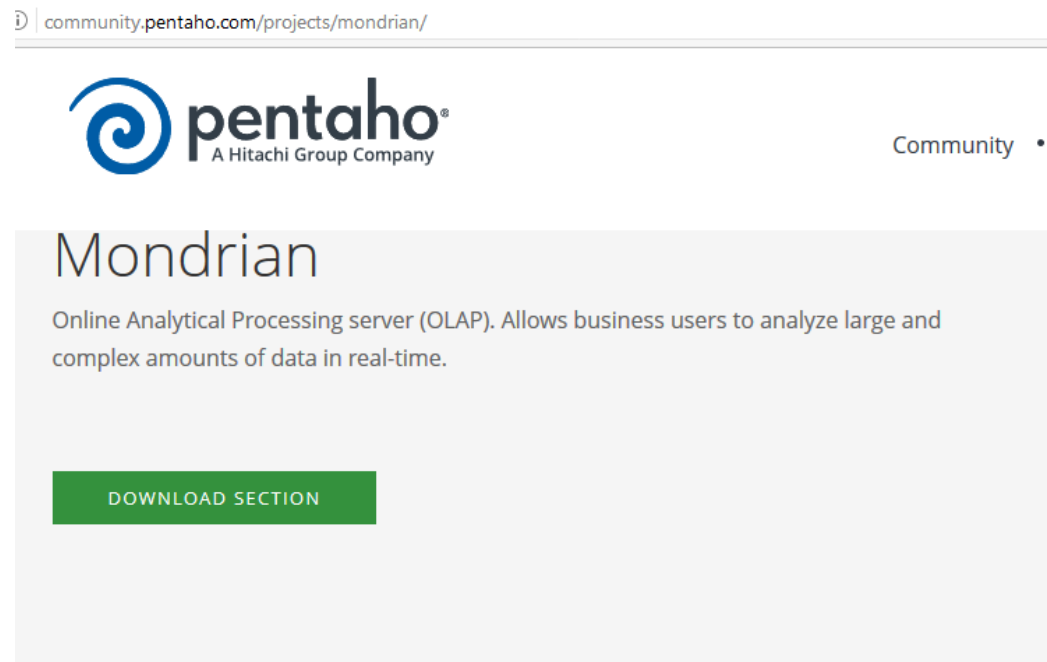 community.pentaho.com/projects/mondrian/
pentaho®
A Hitachi Group Company
Community •
Mondrian
Online Analytical Processing server (OLAP). Allows business users to analyze large and
complex amounts of data in real-time.
DOWNLOAD SECTION